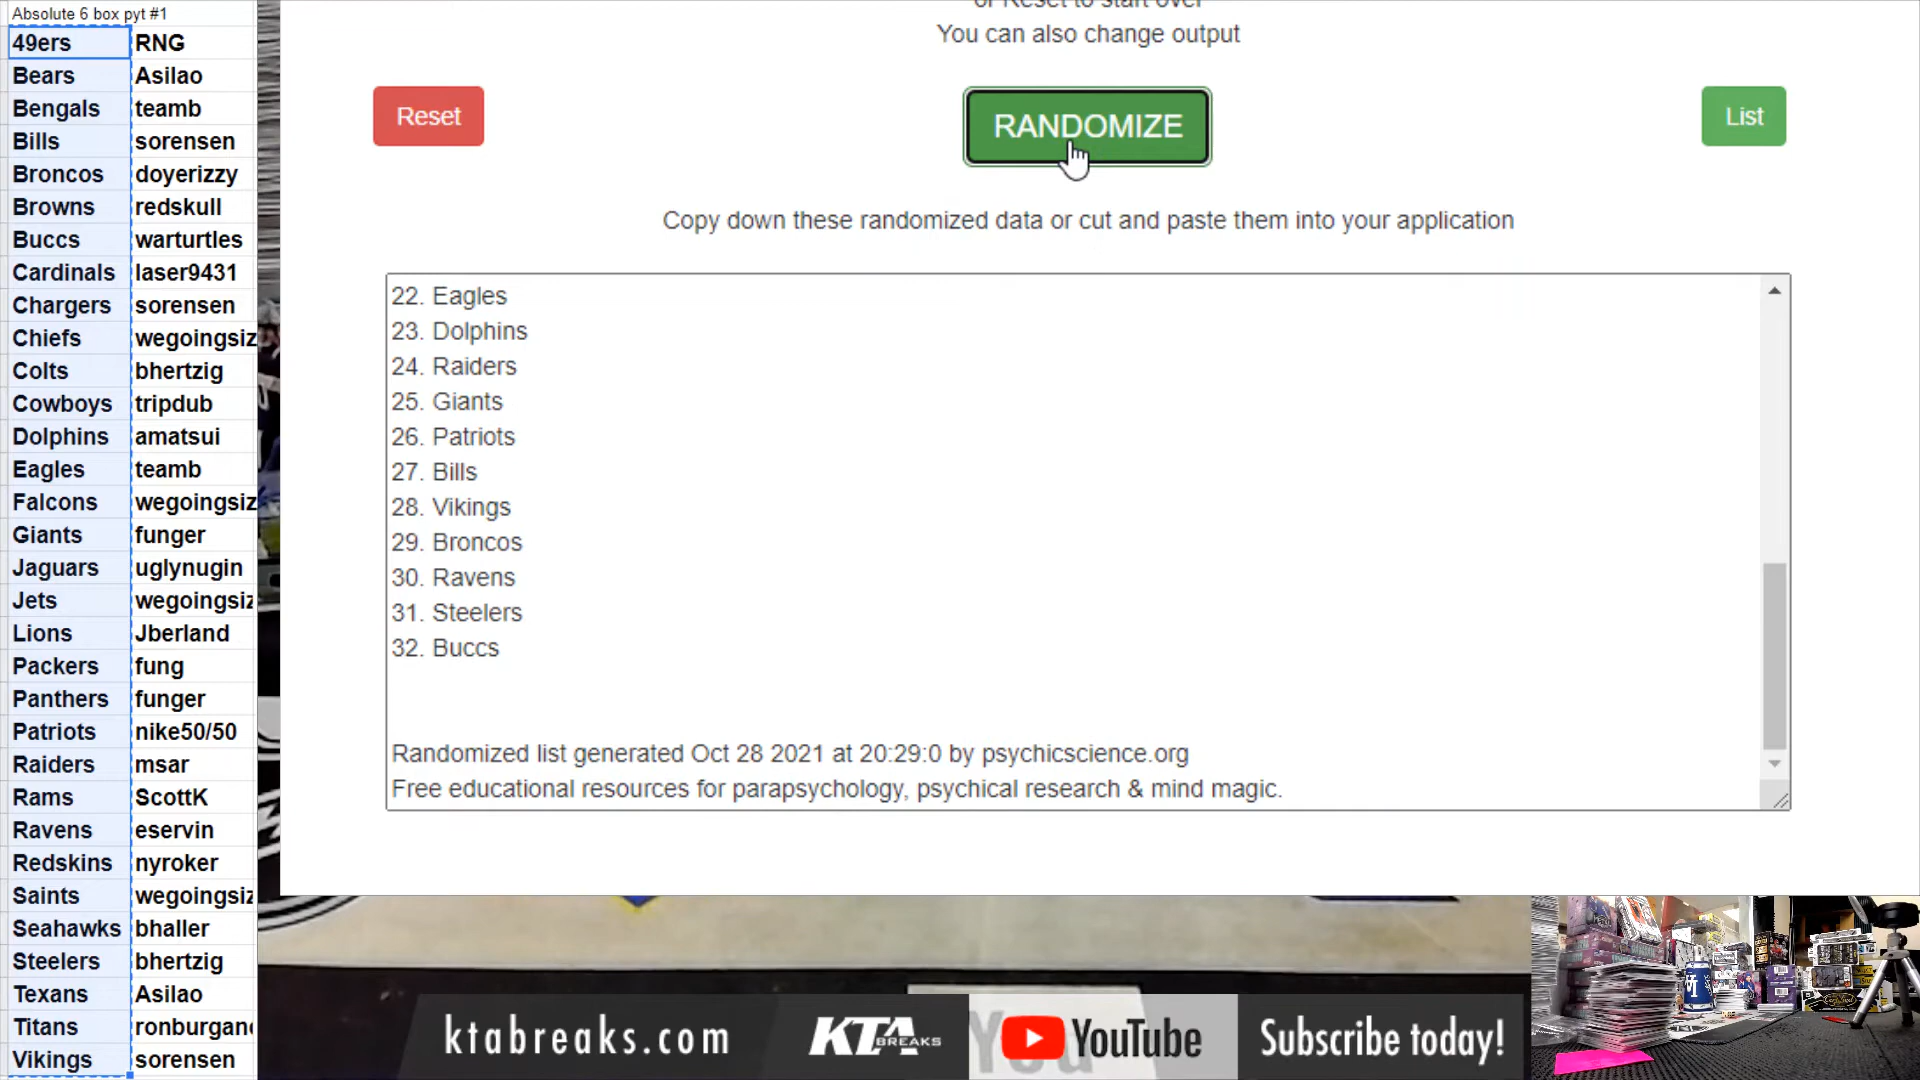 Absolute 6 box pyt #1
49ers RNG
Bears Asilao
Bengals teamb
Bills sorensen
Broncos doyerizzy
Browns redskull
Buccs warturtles
Cardinals laser9431
Chargers sorensen
Chiefs wegoingsiz
Colts bhertzig
Cowboys tripdub
Dolphins amatsui
Eagles teamb
Falcons wegoingsiz
Giants funger
Jaguars uglynugin
Jets wegoingsiz
Lions Jberland
Packers fung
Panthers funger
Patriots nike50/50
Raiders msar
Rams ScottK
Ravens eservin
Redskins nyroker
Saints wegoingsiz
Seahawks bhaller
Steelers bhertzig
Texans Asilao
Titans ronburgan
Vikings sorensen
or Reset to start over
You can also change output
Reset
RANDOMIZE
List
Copy down these randomized data or cut and paste them into your application
22. Eagles
23. Dolphins
24. Raiders
25. Giants
26. Patriots
27. Bills
28. Vikings
29. Broncos
30. Ravens
31. Steelers
32. Buccs
Randomized list generated Oct 28 2021 at 20:29:0 by psychicscience.org
Free educational resources for parapsychology, psychical research & mind magic.
ktabreaks.com
KTA BREAKS
YouTube
Subscribe today!